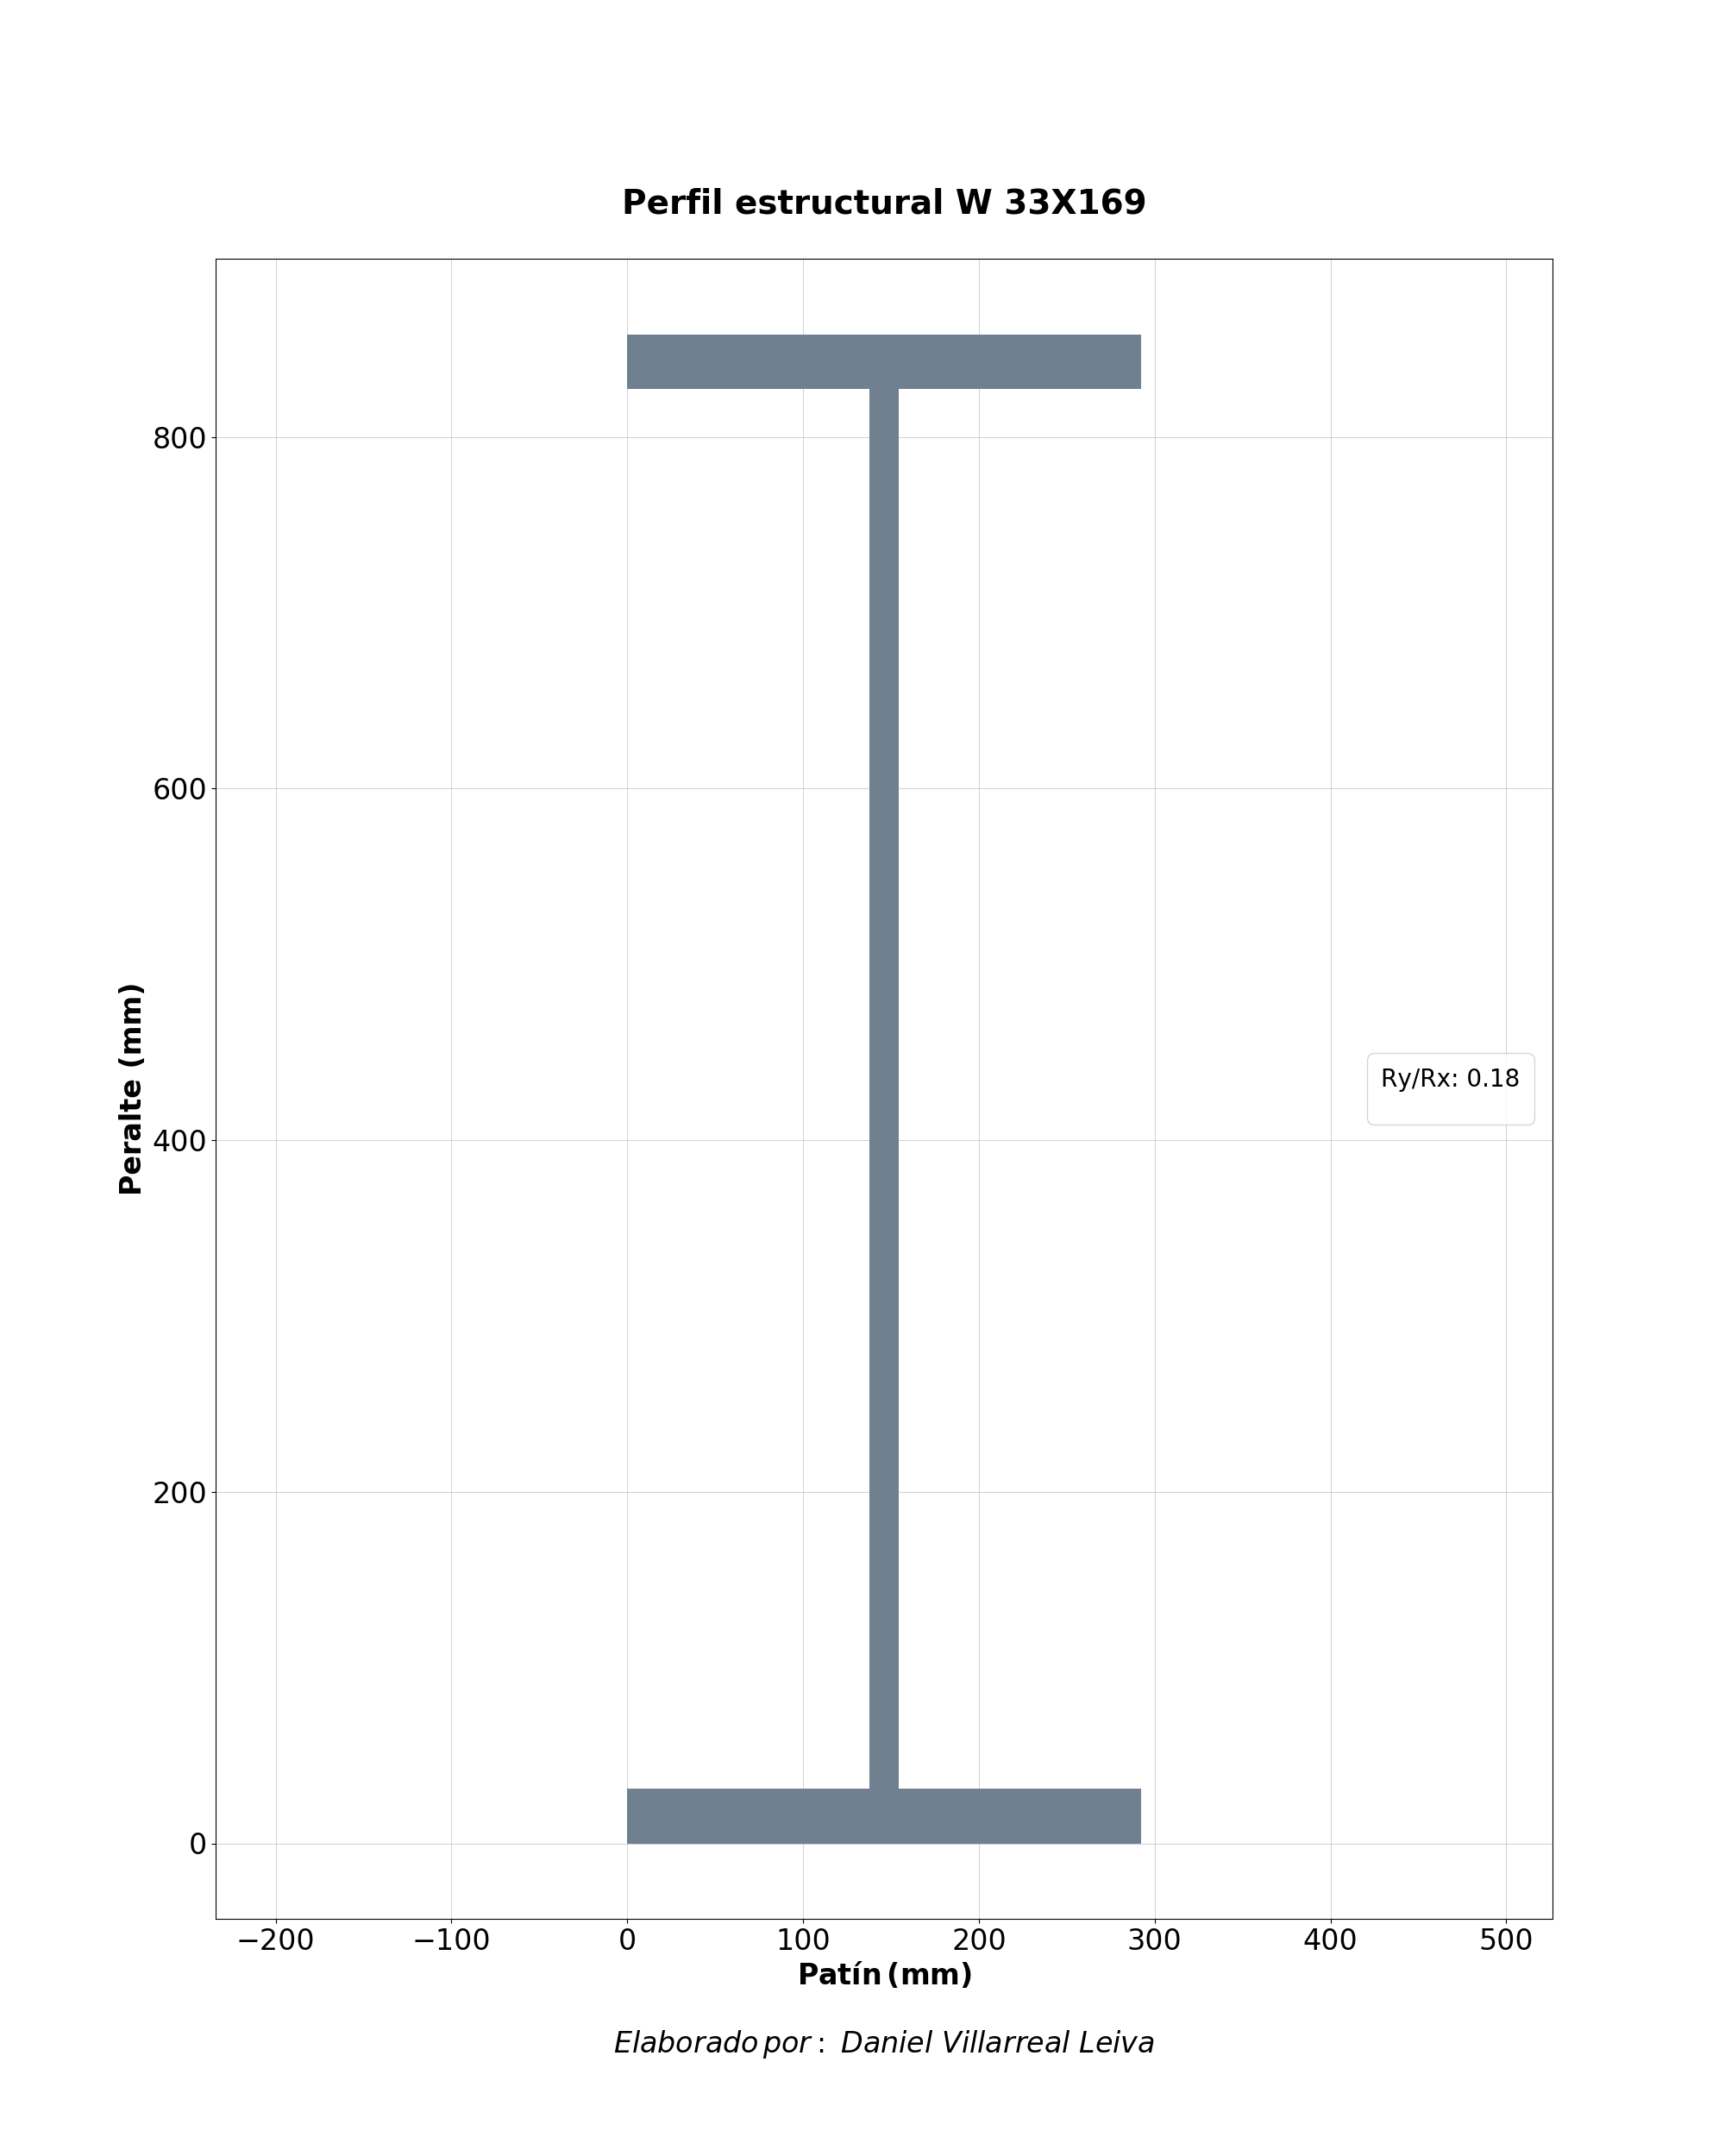 Perfil estructural W 33X169
800
600
400
200
0
Peralte (mm)
Ry/Rx: 0.18
−200 −100 0 100 200 300 400 500
Patín (mm)
Elaborado por: Daniel Villarreal Leiva